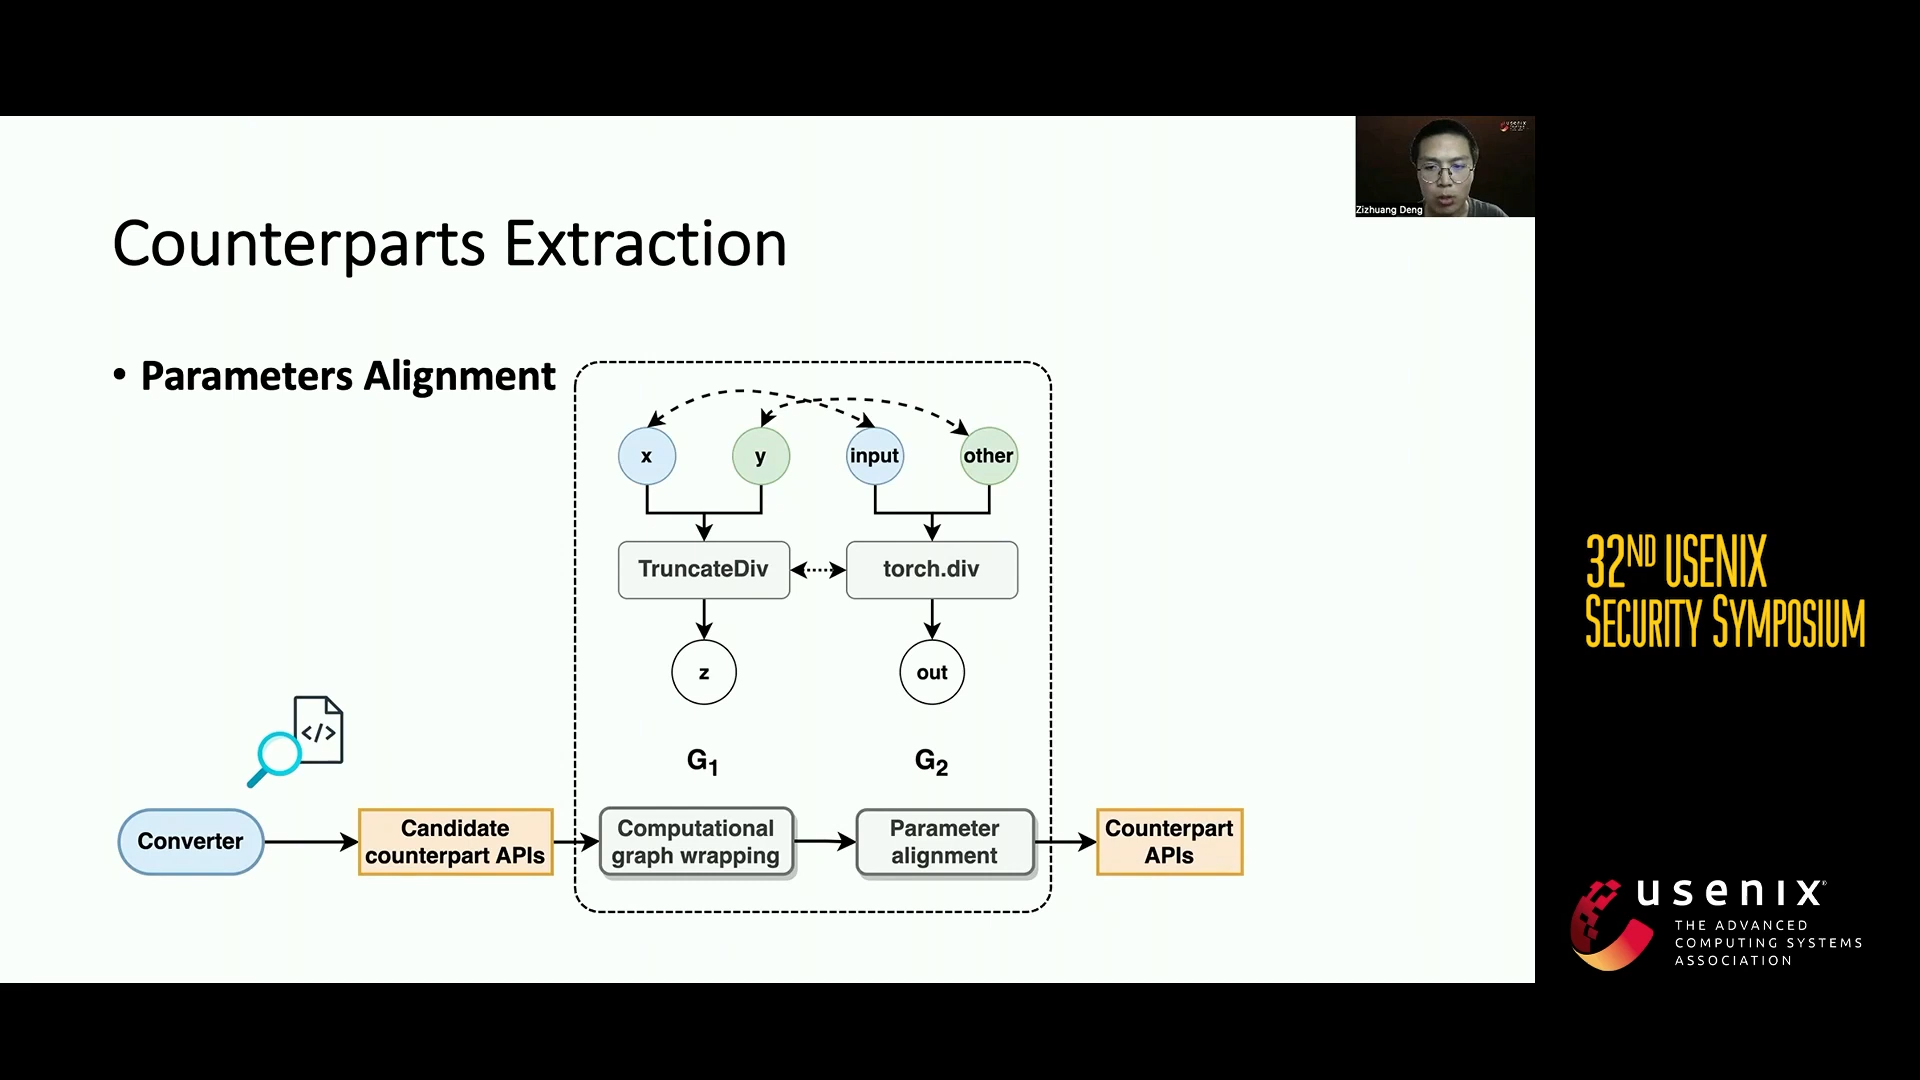 Zizhuang Deng
Counterparts Extraction
• Parameters Alignment
x
y
input
other
TruncateDiv
torch.div
z
out
G1
G2
</>
Converter
Candidate
counterpart APIs
Computational
graph wrapping
Parameter
alignment
Counterpart
APIs
32ND USENIX
SECURITY SYMPOSIUM
usenix
THE ADVANCED
COMPUTING SYSTEMS
ASSOCIATION